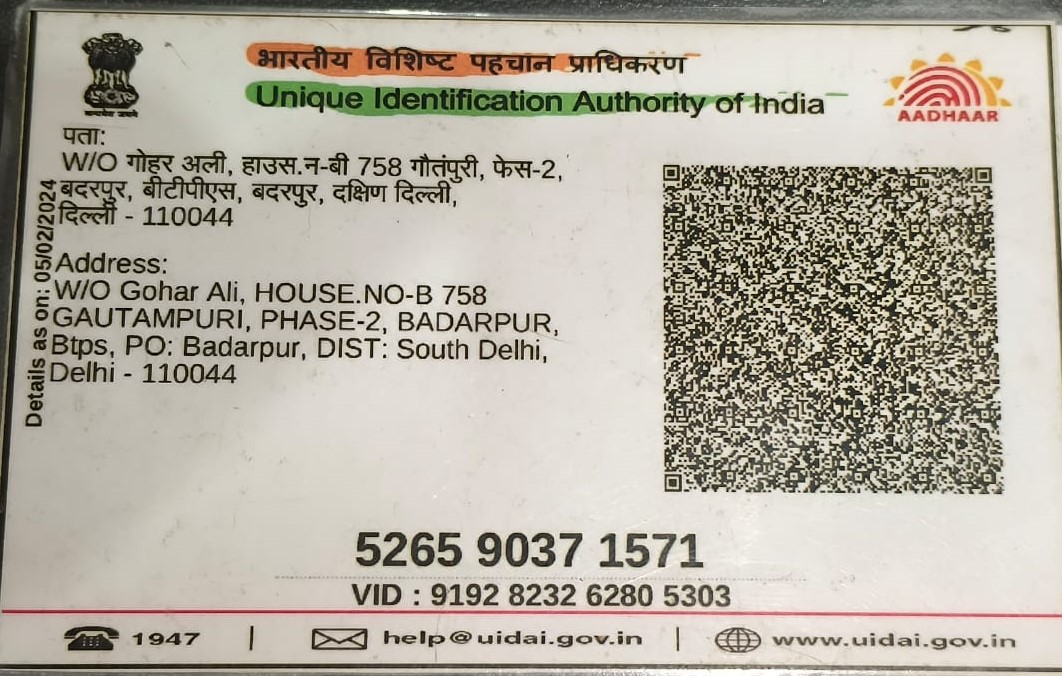 भारतीय विशिष्ट पहचान प्राधिकरण
Unique Identification Authority of India
AADHAAR
पता:
W/O गोहर अली, हाउस.न-बी 758 गौतंपुरी, फेस-2,
बदरपुर, बीटीपीएस, बदरपुर, दक्षिण दिल्ली,
दिल्ली - 110044
Address:
W/O Gohar Ali, HOUSE.NO-B 758
GAUTAMPURI, PHASE-2, BADARPUR,
Btps, PO: Badarpur, DIST: South Delhi,
Delhi - 110044
Details as on: 05/02/2024
5265 9037 1571
VID : 9192 8232 6280 5303
1947 | help@uidai.gov.in | www.uidai.gov.in